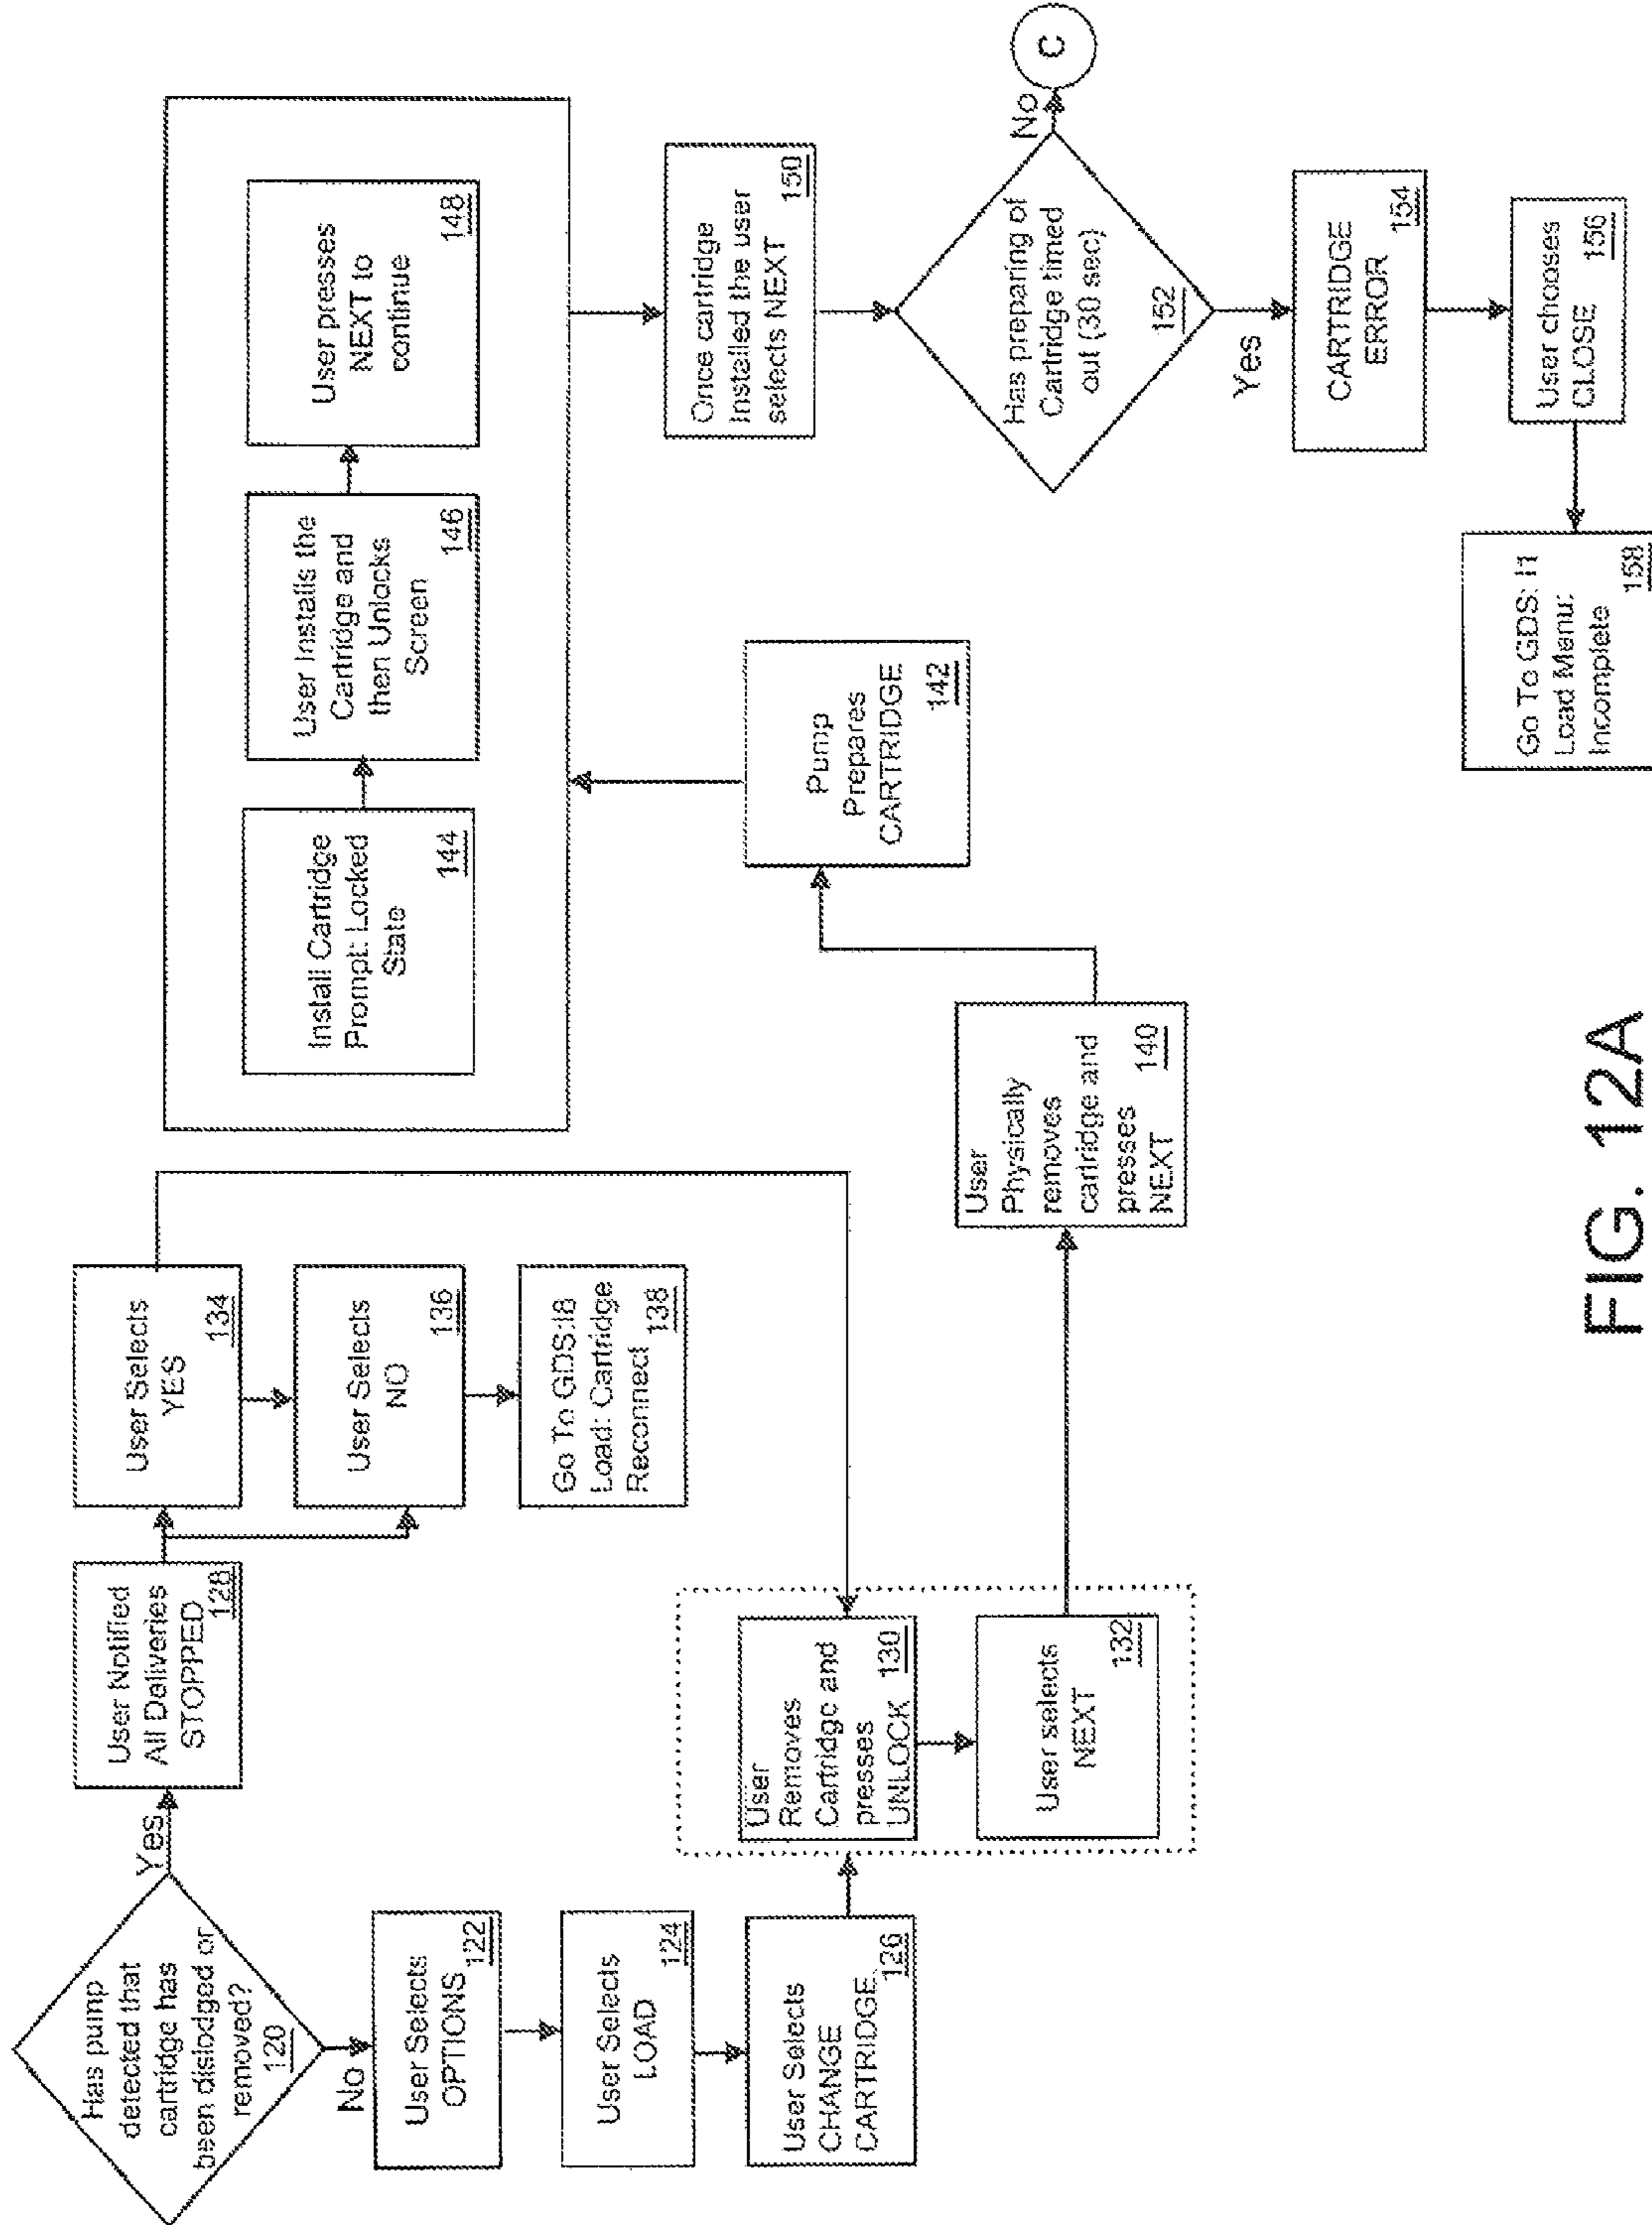 Has pump
detected that
cartridge has
been dislodged or
removed?
120
Yes
No
User Notified
All Deliveries
STOPPED
128
User Selects
YES
134
User Selects
NO
136
Go To GDS:I8
Load: Cartridge
Reconnect
138
User Selects
OPTIONS
122
User Selects
LOAD
124
User Selects
CHANGE
CARTRIDGE
126
User
Removes
Cartridge and
presses
UNLOCK
130
User selects
NEXT
132
User
Physically
removes
cartridge and
presses
NEXT
140
Pump
Prepares
CARTRIDGE
142
Install Cartridge
Prompt: Locked
State
144
User Installs the
Cartridge and
then Unlocks
Screen
146
User presses
NEXT to
continue
148
Once cartridge
Installed the user
selects NEXT
150
Has preparing of
Cartridge timed
out (30 sec)
152
No
C
Yes
CARTRIDGE
ERROR
154
User chooses
CLOSE
156
Go To GDS: I1
Load Menu:
Incomplete
158
FIG. 12A